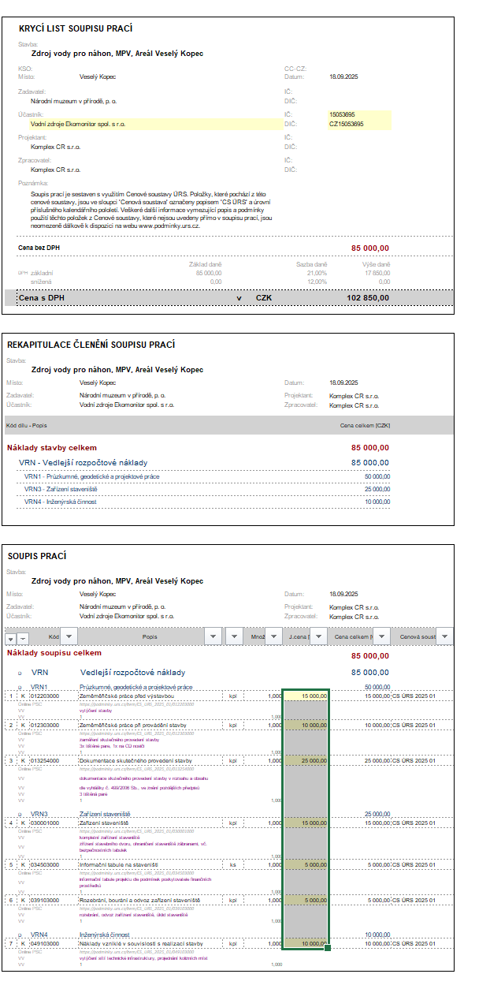 KRYCÍ LIST SOUPISU PRACÍ
Stavba:
Zdroj vody pro náhon, MPV, Areál Veselý Kopec
KSO: CC-CZ:
Místo: Veselý Kopec Datum: 18.09.2025
Zadavatel: IČ:
Národní muzeum v přírodě, p. o. DIČ:
Účastník: IČ: 15053695
Vodní zdroje Ekomonitor spol. s r.o. DIČ: CZ15053695
Projektant: IČ:
Komplex CR s.r.o. DIČ:
Zpracovatel: IČ:
Komplex CR s.r.o. DIČ:
Poznámka:
Soupis prací je sestaven s využitím Cenové soustavy ÚRS. Položky, které pochází z této
cenové soustavy, jsou ve sloupci 'Cenová soustava' označeny popisem 'CS ÚRS' a úrovní
příslušného kalendářního pololetí. Veškeré další informace vymezující popis a podmínky
použití těchto položek z Cenové soustavy, které nejsou uvedeny přímo v soupisu prací, jsou
neomezeně dálkově k dispozici na webu www.podminky.urs.cz.
Cena bez DPH 85 000,00
Základ daně Sazba daně Výše daně
DPH základní 85 000,00 21,00% 17 850,00
snížená 0,00 12,00% 0,00
Cena s DPH v CZK 102 850,00
REKAPITULACE ČLENĚNÍ SOUPISU PRACÍ
Stavba:
Zdroj vody pro náhon, MPV, Areál Veselý Kopec
Místo: Veselý Kopec Datum: 18.09.2025
Zadavatel: Národní muzeum v přírodě, p. o. Projektant: Komplex CR s.r.o.
Účastník: Vodní zdroje Ekomonitor spol. s r.o. Zpracovatel: Komplex CR s.r.o.
Kód dílu - Popis Cena celkem [CZK]
Náklady stavby celkem 85 000,00
VRN - Vedlejší rozpočtové náklady 85 000,00
VRN1 - Průzkumné, geodetické a projektové práce 50 000,00
VRN3 - Zařízení staveniště 25 000,00
VRN4 - Inženýrská činnost 10 000,00
SOUPIS PRACÍ
Stavba:
Zdroj vody pro náhon, MPV, Areál Veselý Kopec
Místo: Veselý Kopec Datum: 18.09.2025
Zadavatel: Národní muzeum v přírodě, p. o. Projektant: Komplex CR s.r.o.
Účastník: Vodní zdroje Ekomonitor spol. s r.o. Zpracovatel: Komplex CR s.r.o.
Kód Popis Množ J.cena [ Cena celkem [ Cenová soust
Náklady soupisu celkem 85 000,00
D VRN Vedlejší rozpočtové náklady 85 000,00
D VRN1 Průzkumné, geodetické a projektové práce 50 000,00
1 K 012203000 Zeměměřičské práce před výstavbou kpl 1,000 15 000,00 15 000,00 CS ÚRS 2025 01
Online PSC https://podminky.urs.cz/item/CS_URS_2025_01/012203000
VV vytýčení stavby
VV 1 1,000
2 K 012303000 Zeměměřičské práce při provádění stavby kpl 1,000 10 000,00 10 000,00 CS ÚRS 2025 01
Online PSC https://podminky.urs.cz/item/CS_URS_2025_01/012303000
VV zaměření skutečného provedení stavby
VV 3x tištěné paré, 1x na CD nosiči
VV 1 1,000
3 K 013254000 Dokumentace skutečného provedení stavby kpl 1,000 25 000,00 25 000,00 CS ÚRS 2025 01
Online PSC https://podminky.urs.cz/item/CS_URS_2025_01/013254000
VV dokumentace skutečného provedení stavby v rozsahu a obsahu
VV dle vyhlášky č. 499/2006 Sb., ve znění pozdějších předpisů
VV 3 tištěná paré
VV 1 1,000
D VRN3 Zařízení staveniště 25 000,00
4 K 030001000 Zařízení staveniště kpl 1,000 15 000,00 15 000,00 CS ÚRS 2025 01
Online PSC https://podminky.urs.cz/item/CS_URS_2025_01/030001000
VV kompletní zařízení staveniště
VV zřízení stavebního dvoru, ohraničení staveniště zábranami, vč.
bezpečnostních tabulek
VV 1 1,000
5 K 034503000 Informační tabule na staveništi ks 1,000 5 000,00 5 000,00 CS ÚRS 2025 01
Online PSC https://podminky.urs.cz/item/CS_URS_2025_01/034503000
VV informační tabule projektu dle podmínek poskytovatele finančních
prostředků
VV 1 1,000
6 K 039103000 Rozebrání, bourání a odvoz zařízení staveniště kpl 1,000 5 000,00 5 000,00 CS ÚRS 2025 01
Online PSC https://podminky.urs.cz/item/CS_URS_2025_01/039103000
VV rozebrání, odvoz zařízení staveniště, úklid staveniště
VV 1 1,000
D VRN4 Inženýrská činnost 10 000,00
7 K 049103000 Náklady vzniklé v souvislosti s realizací stavby kpl 1,000 10 000,00 10 000,00 CS ÚRS 2025 01
Online PSC https://podminky.urs.cz/item/CS_URS_2025_01/049103000
VV vytýčení sítí technické infrastruktury, projednání kolizních míst
VV 1 1,000